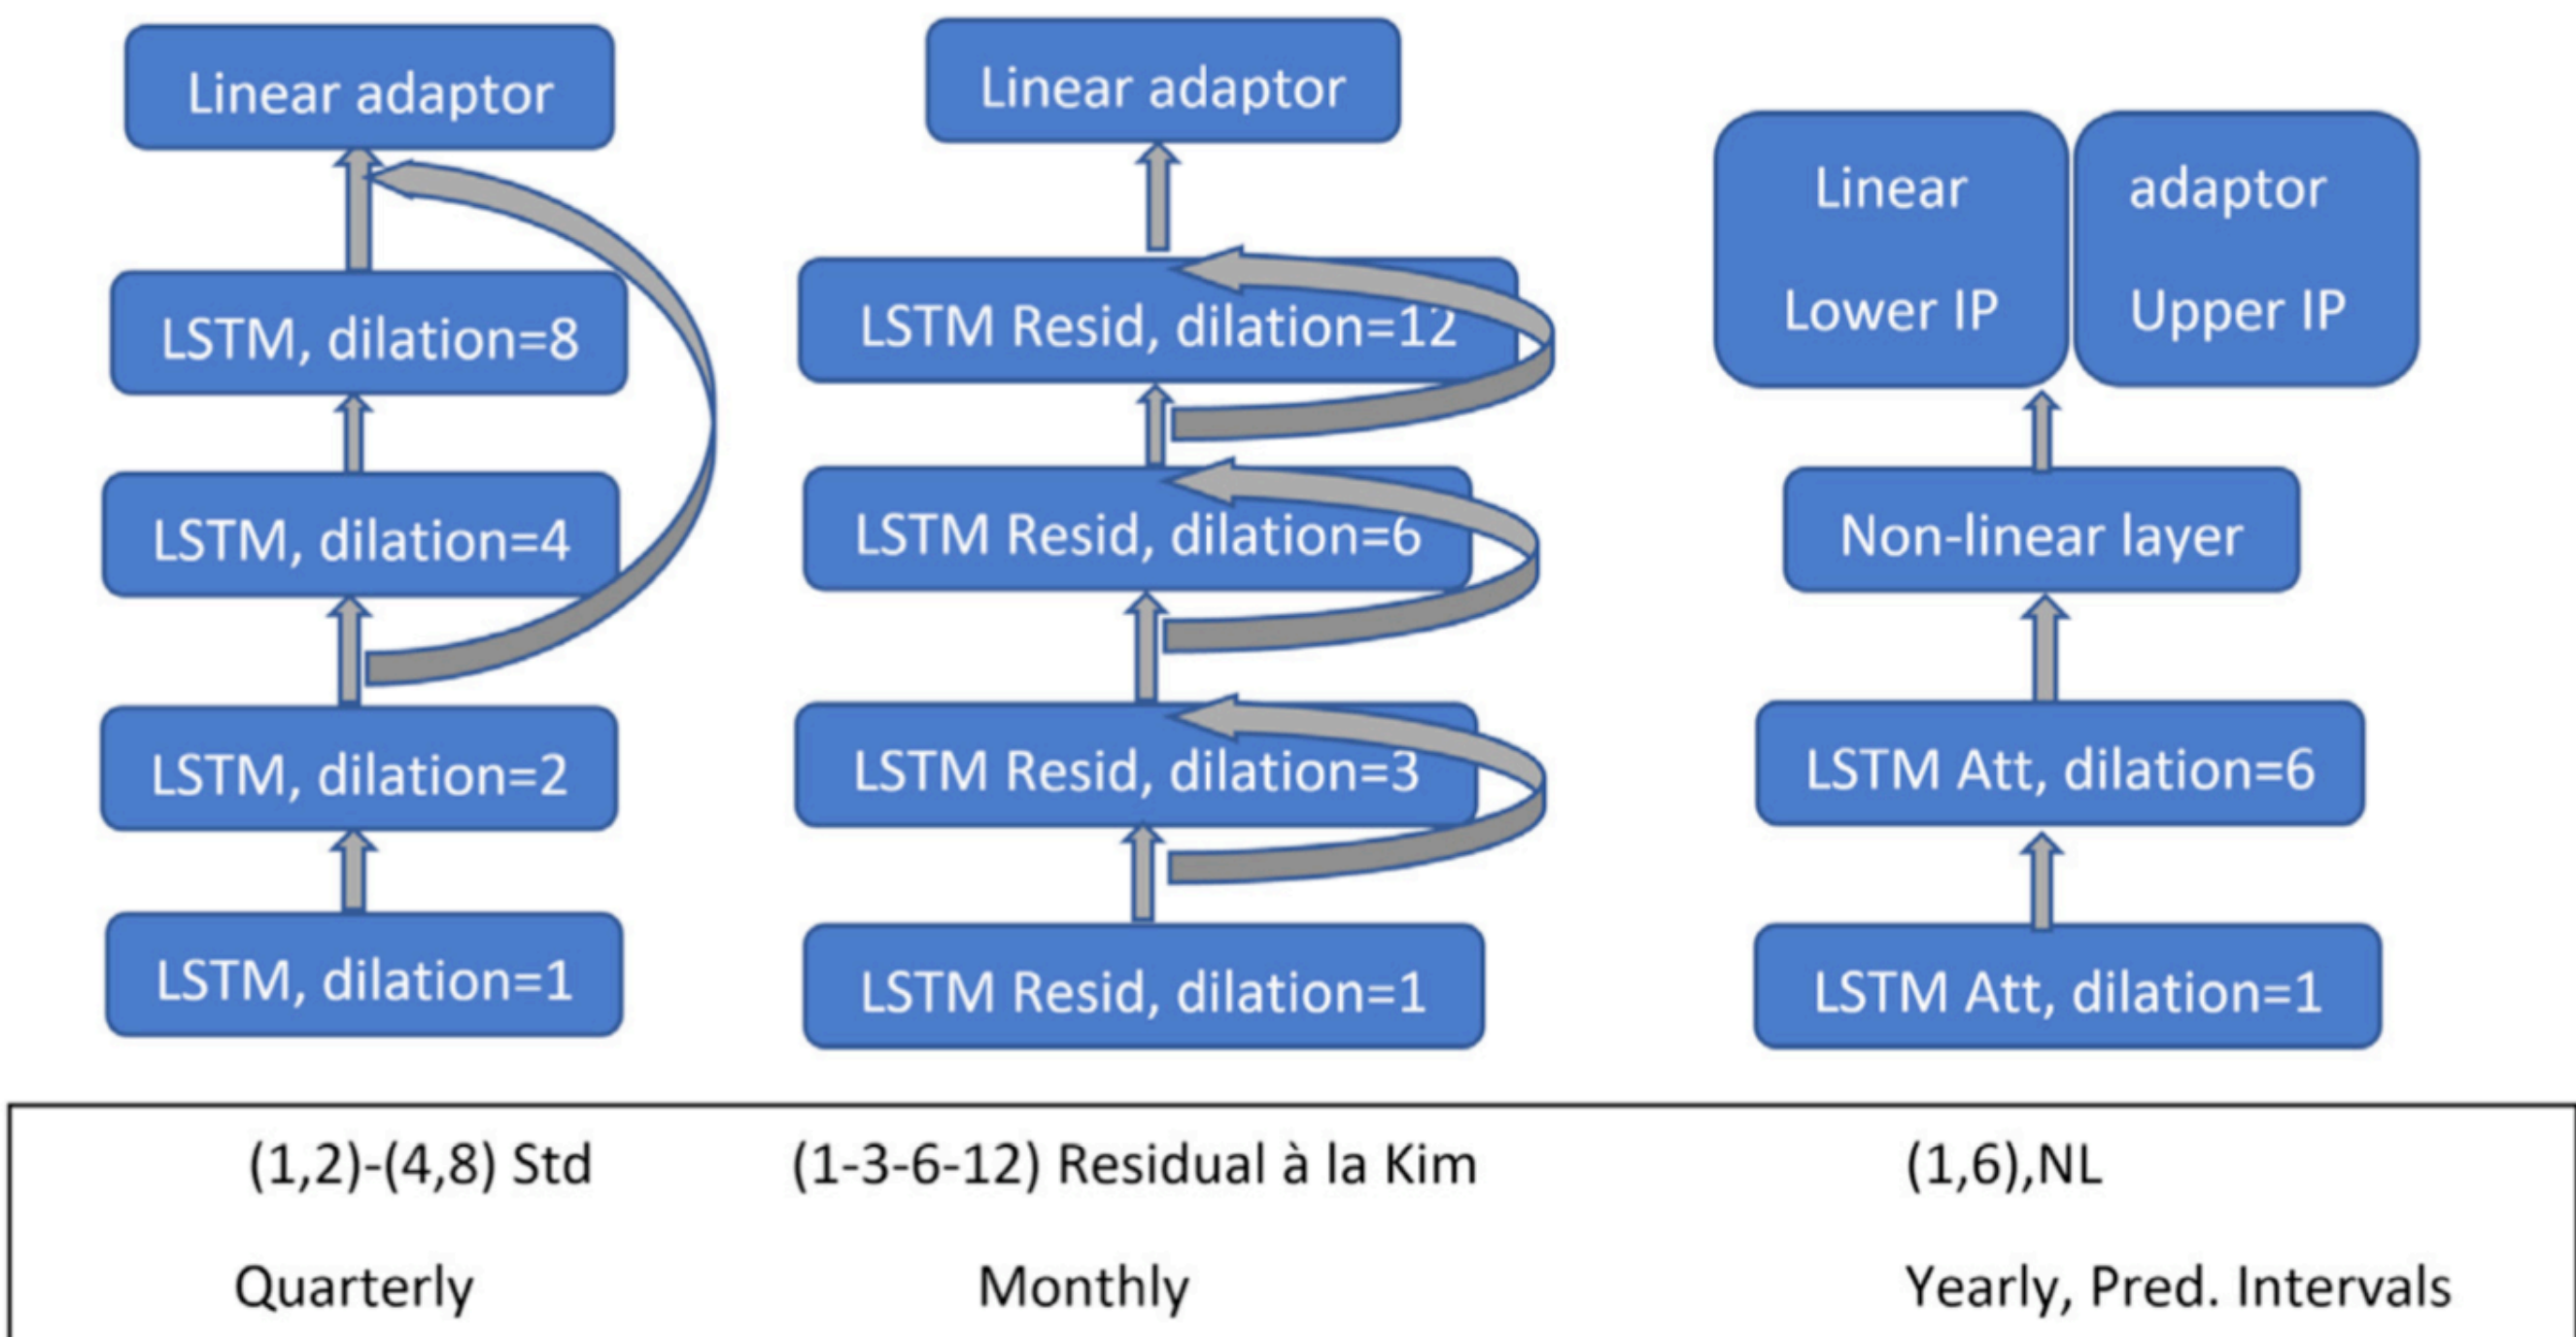 Linear adaptor
LSTM, dilation=8
LSTM, dilation=4
LSTM, dilation=2
LSTM, dilation=1
Linear adaptor
LSTM Resid, dilation=12
LSTM Resid, dilation=6
LSTM Resid, dilation=3
LSTM Resid, dilation=1
Linear adaptor
Lower IP Upper IP
Non-linear layer
LSTM Att, dilation=6
LSTM Att, dilation=1
(1,2)-(4,8) Std (1-3-6-12) Residual à la Kim (1,6),NL
Quarterly Monthly Yearly, Pred. Intervals